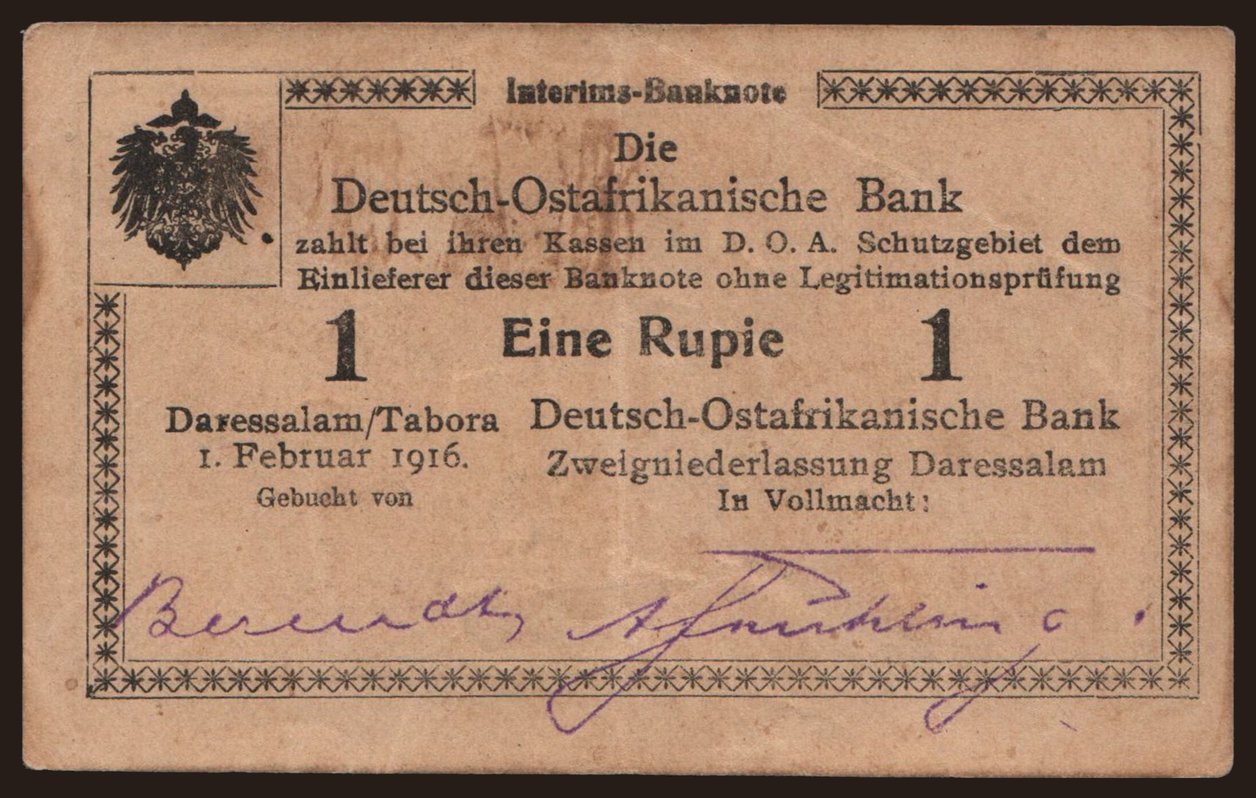 Interims-Banknote
Die
Deutsch-Ostafrikanische Bank
zahlt bei ihren Kassen im D. O. A. Schutzgebiet dem
Einlieferer dieser Banknote ohne Legitimationsprüfung
1 Eine Rupie 1
Daressalam/Tabora
1. Februar 1916.
Gebucht von
Deutsch-Ostafrikanische Bank
Zweigniederlassung Daressalam
In Vollmacht:
Berendt